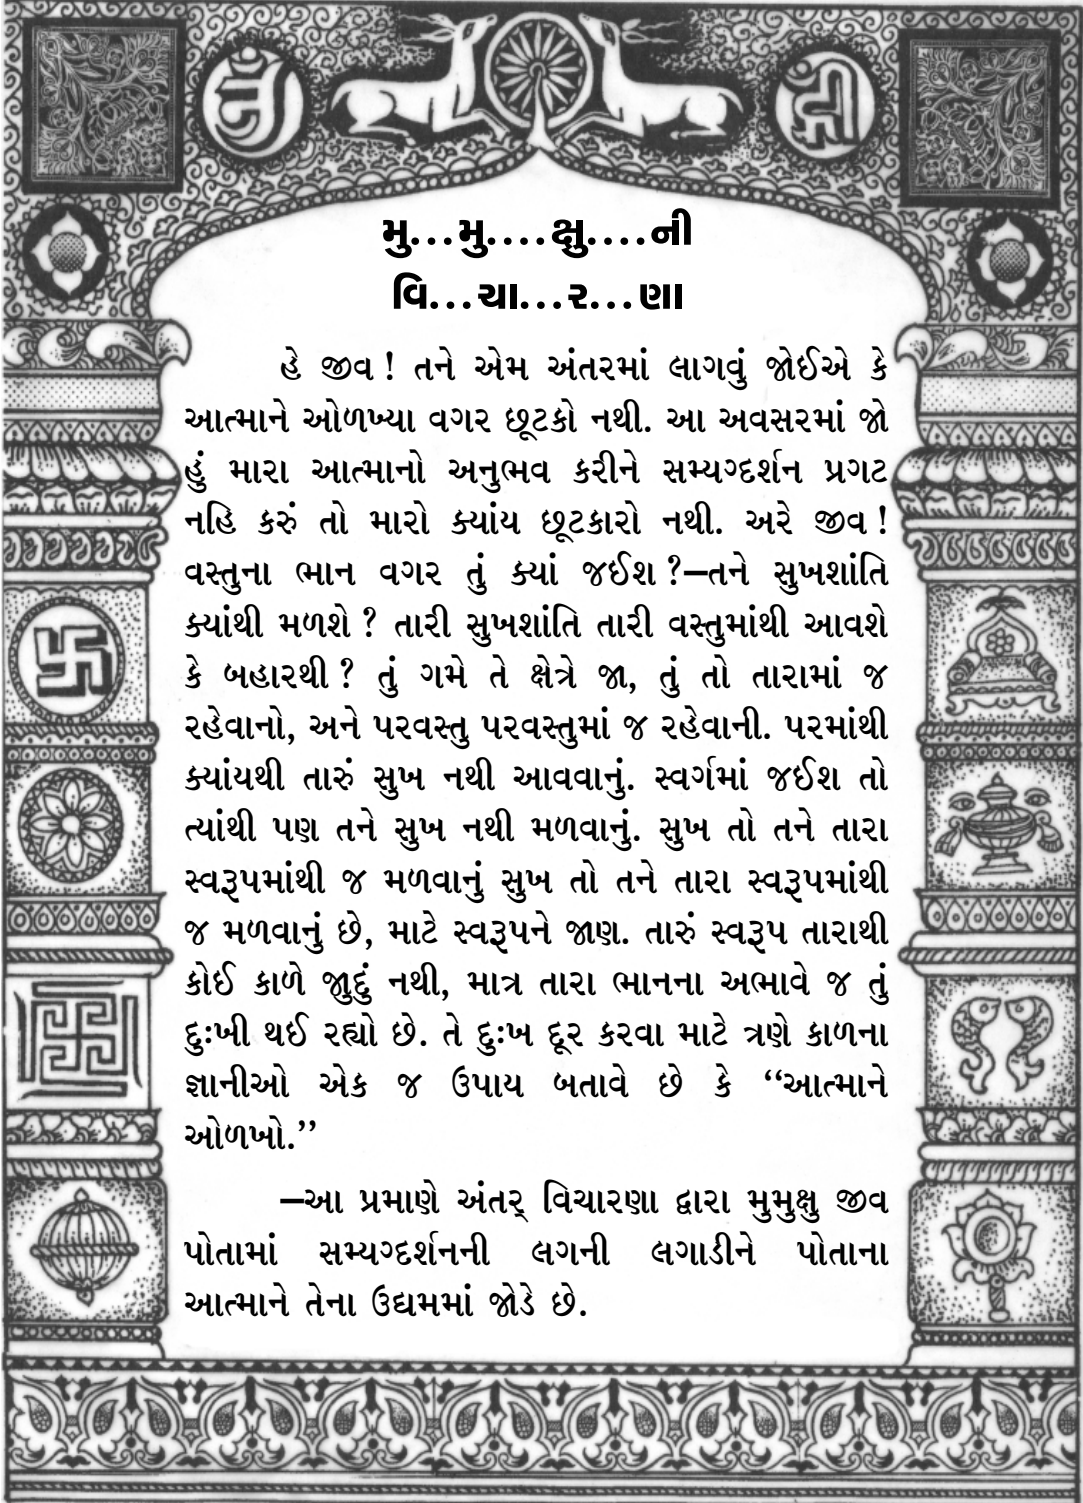 મુ...મુ....ક્ષુ....ની
વિ...ચા...ર...ણા
હે જીવ ! તને એમ અંતરમાં લાગવું જોઈએ કે
આત્માને ઓળખ્યા વગર છૂટકો નથી. આ અવસરમાં જો
હું મારા આત્માનો અનુભવ કરીને સમ્યગ્દર્શન પ્રગટ
નહિ કરું તો મારો ક્યાંય છૂટકારો નથી. અરે જીવ !
વસ્તુના ભાન વગર તું ક્યાં જઈશ ?–તને સુખશાંતિ
ક્યાંથી મળશે ? તારી સુખશાંતિ તારી વસ્તુમાંથી આવશે
કે બહારથી ? તું ગમે તે ક્ષેત્રે જા, તું તો તારામાં જ
રહેવાનો, અને પરવસ્તુ પરવસ્તુમાં જ રહેવાની. પરમાંથી
ક્યાંયથી તારું સુખ નથી આવવાનું. સ્વર્ગમાં જઈશ તો
ત્યાંથી પણ તને સુખ નથી મળવાનું. સુખ તો તને તારા
સ્વરૂપમાંથી જ મળવાનું સુખ તો તને તારા સ્વરૂપમાંથી
જ મળવાનું છે, માટે સ્વરૂપને જાણ. તારું સ્વરૂપ તારાથી
કોઈ કાળે જાુદું નથી, માત્ર તારા ભાનના અભાવે જ તું
દુઃખી થઈ રહ્યો છે. તે દુઃખ દૂર કરવા માટે ત્રણે કાળના
જ્ઞાનીઓ એક જ ઉપાય બતાવે છે કે ‘‘આત્માને
ઓળખો.’’
–આ પ્રમાણે અંતર્ વિચારણા દ્વારા મુમુક્ષુ જીવ
પોતામાં સમ્યગ્દર્શનની લગની લગાડીને પોતાના
આત્માને તેના ઉદ્યમમાં જોડે છે.